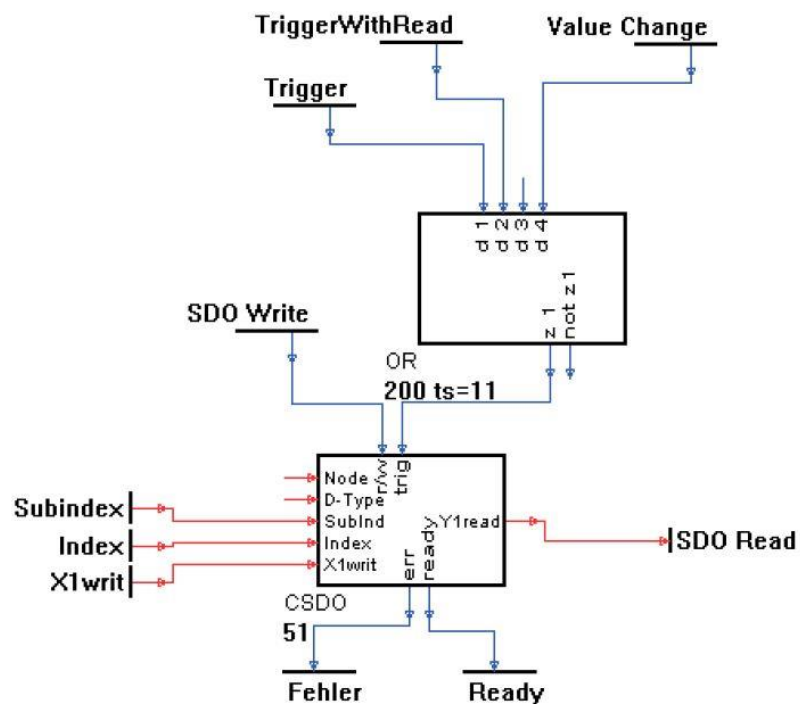 TriggerWithRead
Value Change
Trigger
d 1
d 2
d 3
d 4
z 1
not z 1
SDO Write
OR
200 ts=11
r/w
trig
Node
D-Type
SubInd
Index
X1writ
Y1read
err
ready
Subindex
Index
X1writ
SDO Read
CSDO
51
Fehler
Ready